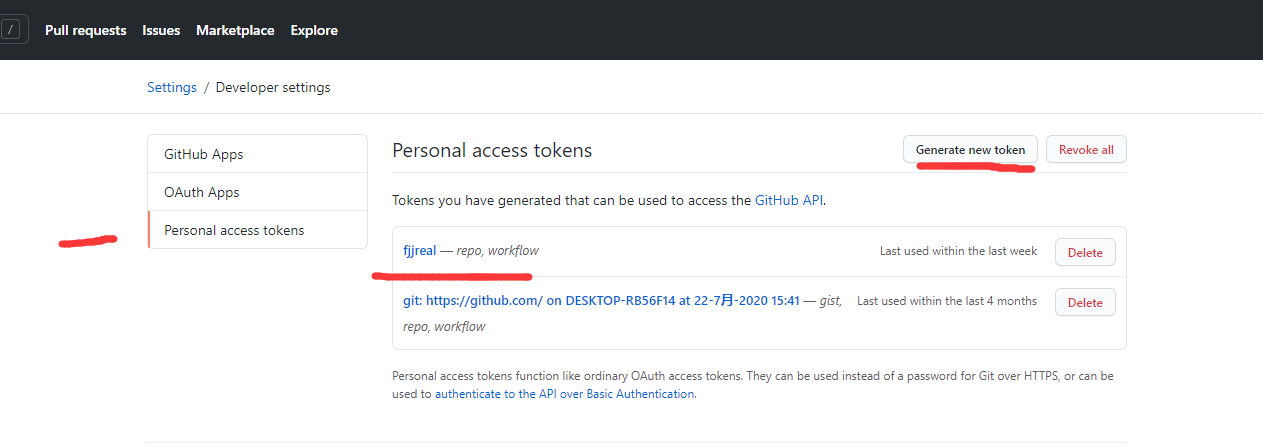 / Pull requests Issues Marketplace Explore
Settings / Developer settings
GitHub Apps
OAuth Apps
Personal access tokens
Personal access tokens Generate new token Revoke all
Tokens you have generated that can be used to access the GitHub API.
fjjreal — repo, workflow Last used within the last week Delete
git: https://github.com/ on DESKTOP-RB56F14 at 22-7月-2020 15:41 — gist, Last used within the last 4 months Delete
repo, workflow
Personal access tokens function like ordinary OAuth access tokens. They can be used instead of a password for Git over HTTPS, or can be
used to authenticate to the API over Basic Authentication.